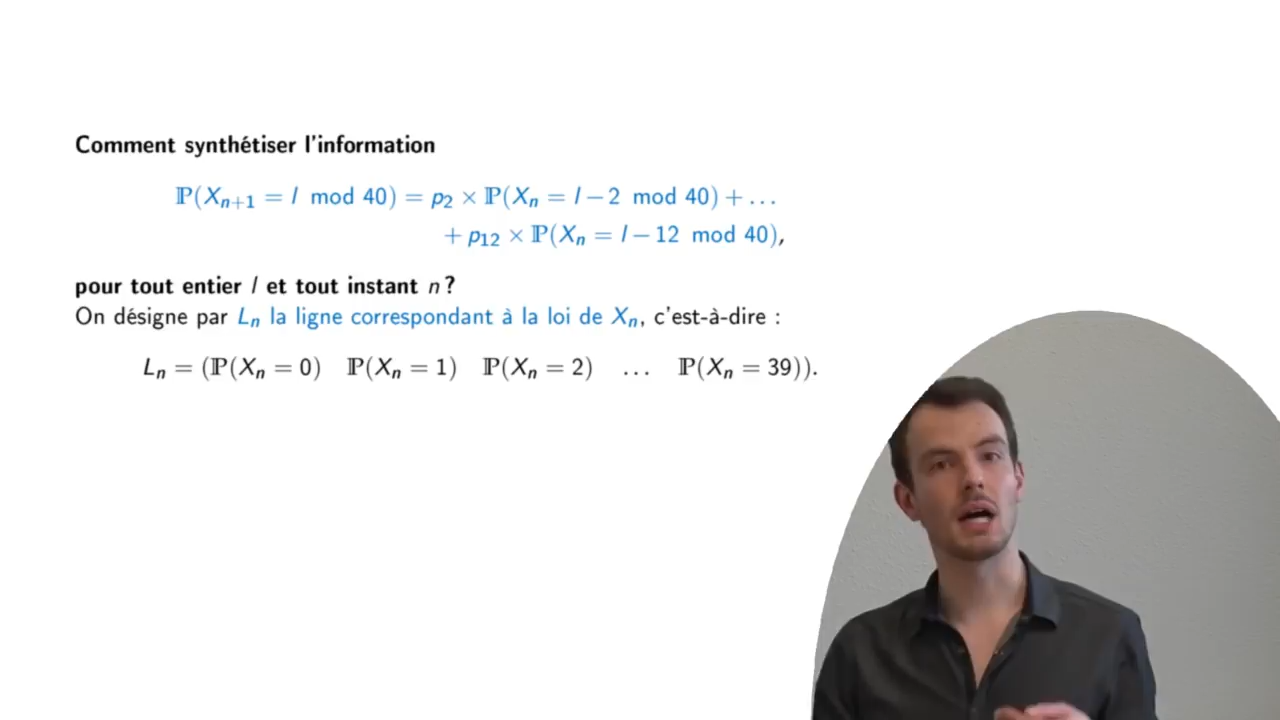 Comment synthétiser l'information
ℙ(Xₙ₊₁ = l mod 40) = p₂ × ℙ(Xₙ = l − 2 mod 40) + …
+ p₁₂ × ℙ(Xₙ = l − 12 mod 40),
pour tout entier l et tout instant n ?
On désigne par Lₙ la ligne correspondant à la loi de Xₙ, c'est-à-dire :
Lₙ = (ℙ(Xₙ = 0) ℙ(Xₙ = 1) ℙ(Xₙ = 2) … ℙ(Xₙ = 39)).